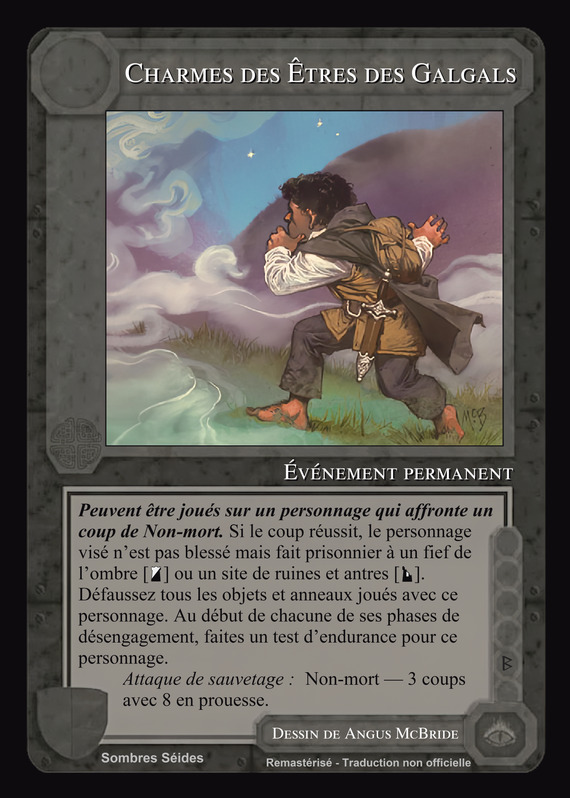 Charmes des Êtres des Galgals
McB
Événement permanent
Peuvent être joués sur un personnage qui affronte un
coup de Non-mort. Si le coup réussit, le personnage
visé n'est pas blessé mais fait prisonnier à un fief de
l'ombre [ ] ou un site de ruines et antres [ ].
Défaussez tous les objets et anneaux joués avec ce
personnage. Au début de chacune de ses phases de
désengagement, faites un test d'endurance pour ce
personnage.
Attaque de sauvetage : Non-mort — 3 coups
avec 8 en prouesse.
ᛒ
Dessin de Angus McBride
Sombres Séides
Remastérisé - Traduction non officielle